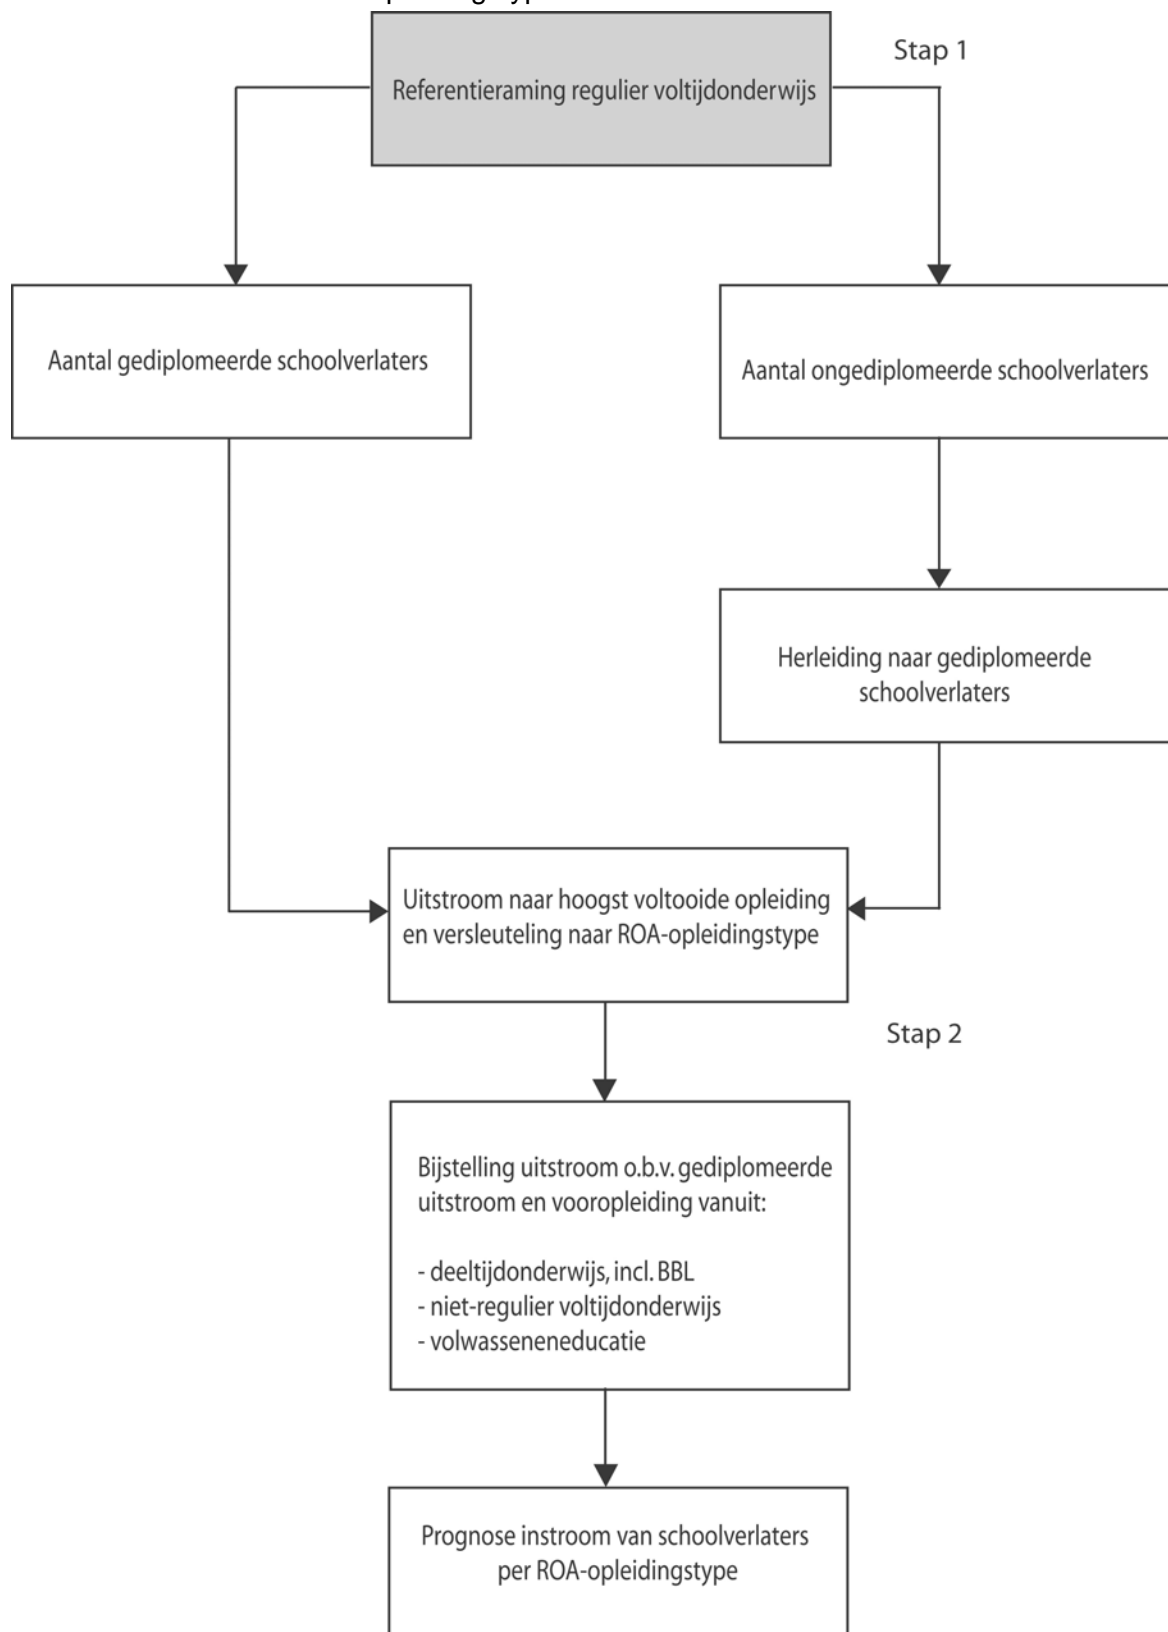 Stap 1
Referentieraming regulier voltijdonderwijs
Aantal gediplomeerde schoolverlaters
Aantal ongediplomeerde schoolverlaters
Herleiding naar gediplomeerde
schoolverlaters
Uitstroom naar hoogst voltooide opleiding
en versleuteling naar ROA-opleidingstype
Stap 2
Bijstelling uitstroom o.b.v. gediplomeerde
uitstroom en vooropleiding vanuit:
- deeltijdonderwijs, incl. BBL
- niet-regulier voltijdonderwijs
- volwasseneneducatie
Prognose instroom van schoolverlaters
per ROA-opleidingstype